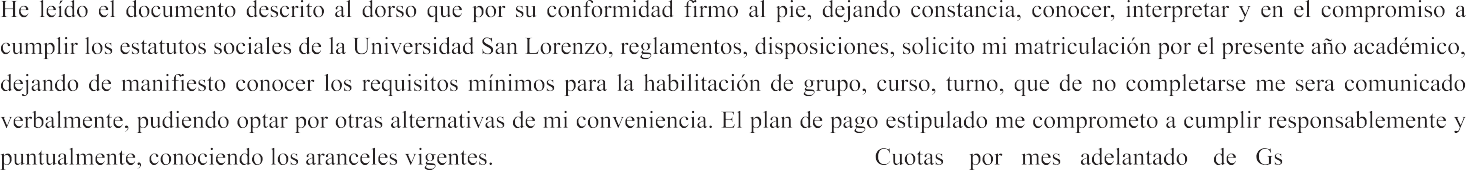 He leído el documento descrito al dorso que por su conformidad firmo al pie, dejando constancia, conocer, interpretar y en el compromiso a
cumplir los estatutos sociales de la Universidad San Lorenzo, reglamentos, disposiciones, solicito mi matriculación por el presente año académico,
dejando de manifiesto conocer los requisitos mínimos para la habilitación de grupo, curso, turno, que de no completarse me sera comunicado
verbalmente, pudiendo optar por otras alternativas de mi conveniencia. El plan de pago estipulado me comprometo a cumplir responsablemente y
puntualmente, conociendo los aranceles vigentes. Cuotas por mes adelantado de Gs